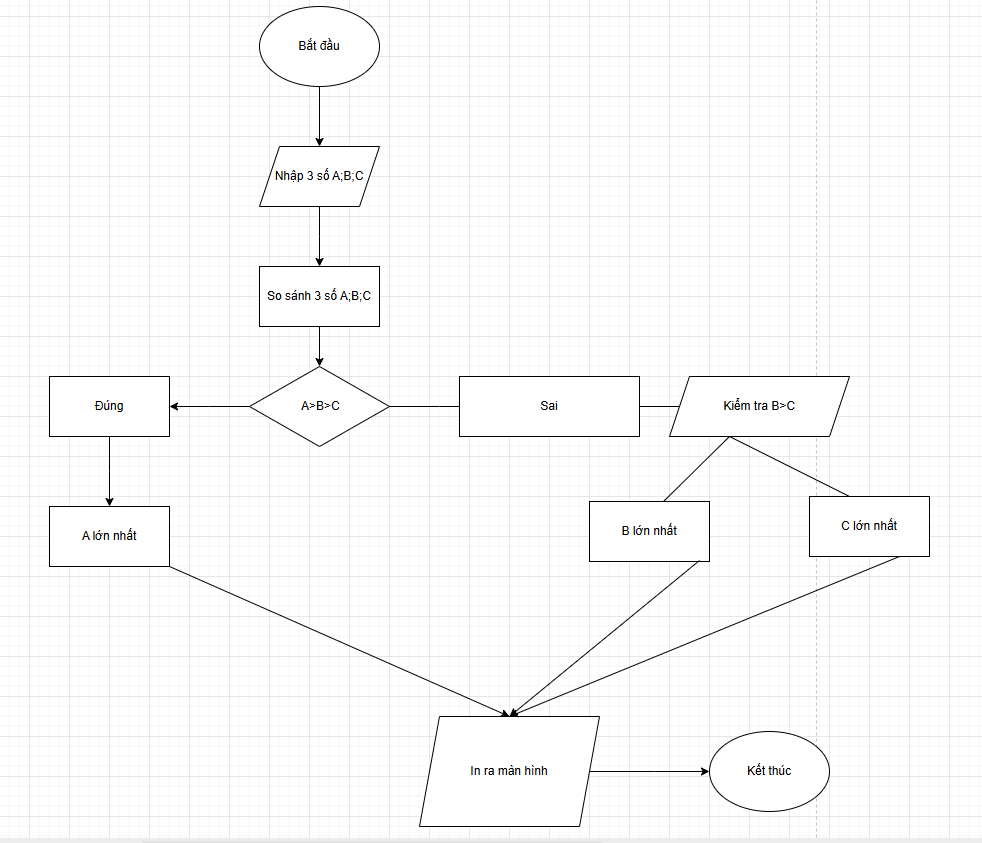 Bắt đầu
Nhập 3 số A;B;C
So sánh 3 số A;B;C
Đúng
A>B>C
Sai
Kiểm tra B>C
A lớn nhất
B lớn nhất
C lớn nhất
In ra màn hình
Kết thúc